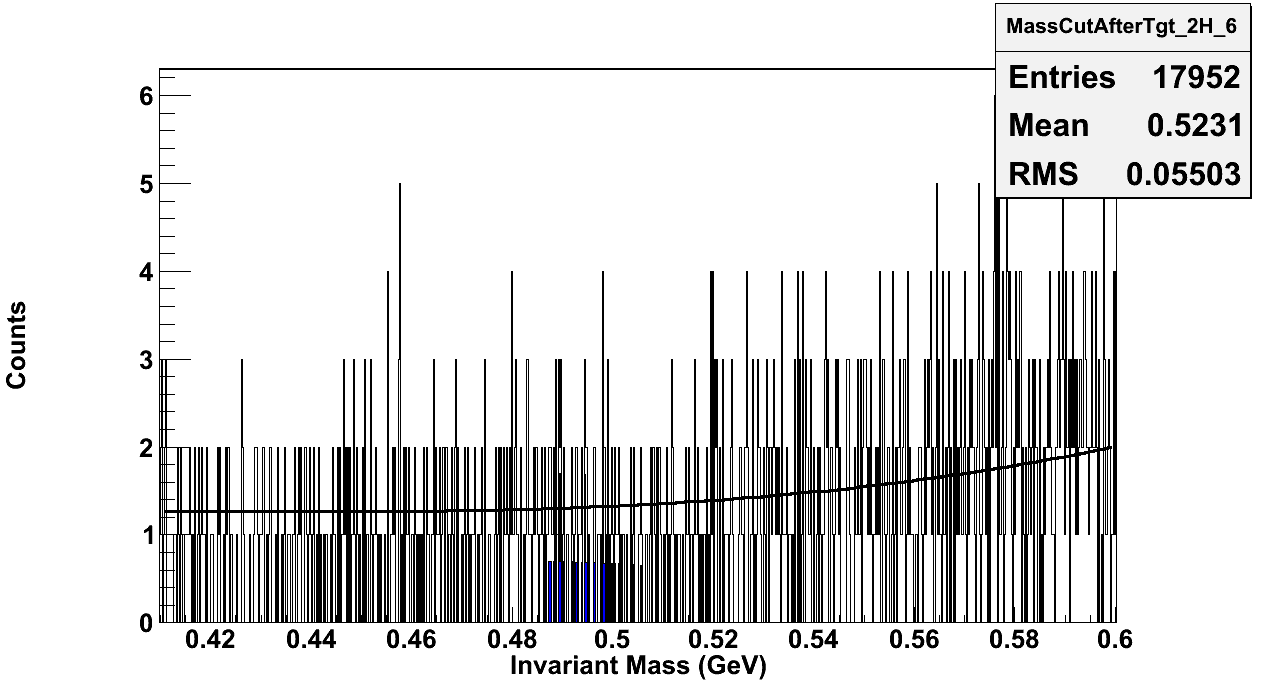 MassCutAfterTgt_2H_6
Entries 17952
Mean 0.5231
RMS 0.05503
6
5
4
3
2
1
0
Counts
0.42 0.44 0.46 0.48 0.5 0.52 0.54 0.56 0.58 0.6
Invariant Mass (GeV)